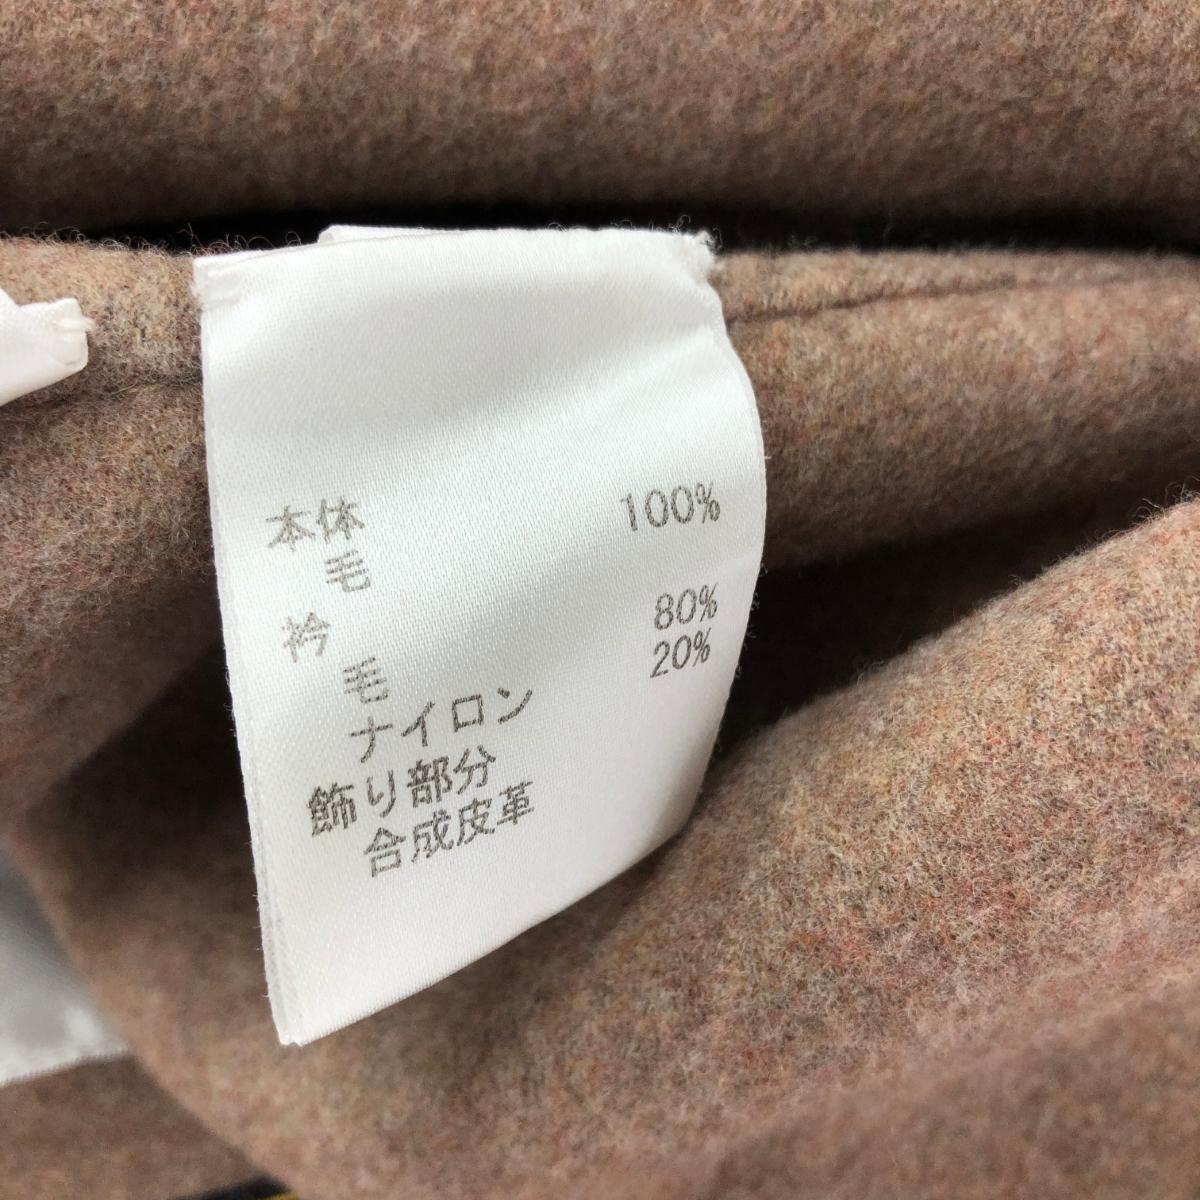 本体
毛 100%
衿
毛 80%
ナイロン 20%
飾り部分
合成皮革